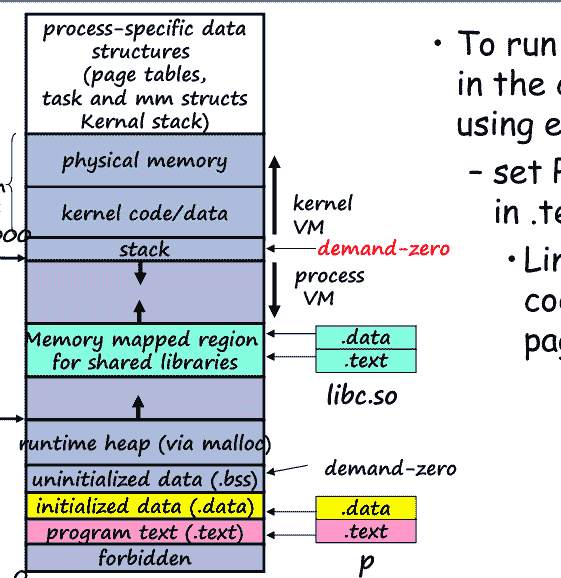 process-specific data
structures
(page tables,
task and mm structs
Kernal stack)
physical memory
kernel code/data
kernel
VM
stack
demand-zero
process
VM
Memory mapped region
for shared libraries
.data
.text
libc.so
runtime heap (via malloc)
uninitialized data (.bss)
demand-zero
initialized data (.data)
.data
program text (.text)
.text
forbidden
p
• To run
in the
using e
– set P
in .te
• Lin
cod
pag